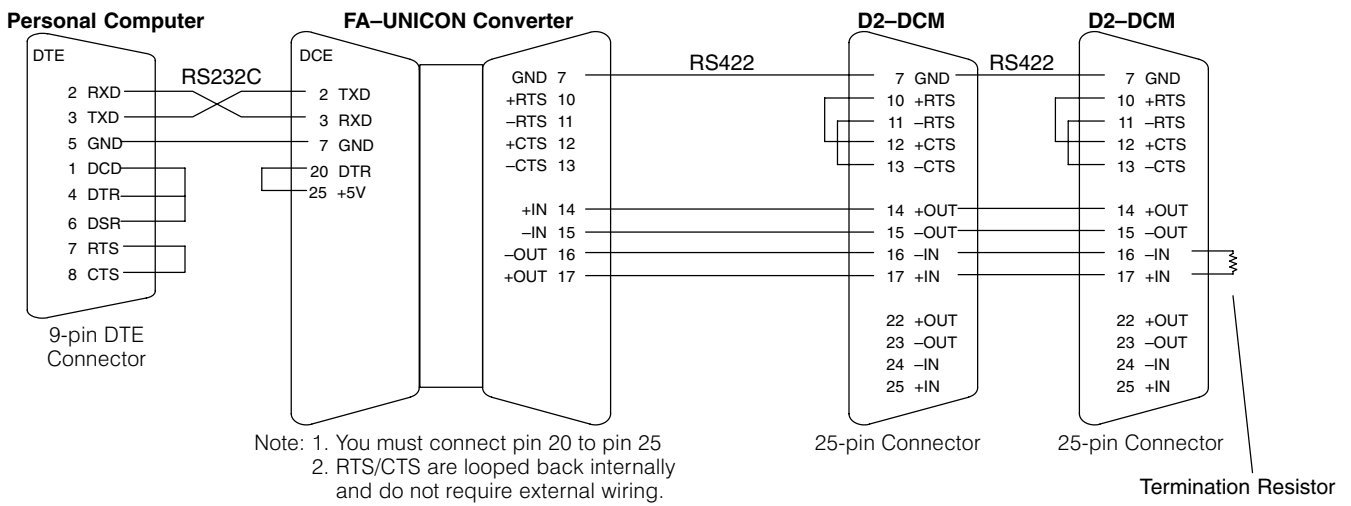 Personal Computer
FA–UNICON Converter
D2–DCM
D2–DCM
DTE
RS232C
2 RXD
3 TXD
5 GND
1 DCD
4 DTR
6 DSR
7 RTS
8 CTS
9-pin DTE
Connector
DCE
2 TXD
3 RXD
7 GND
20 DTR
25 +5V
GND 7
+RTS 10
–RTS 11
+CTS 12
–CTS 13
+IN 14
–IN 15
–OUT 16
+OUT 17
Note: 1. You must connect pin 20 to pin 25
2. RTS/CTS are looped back internally
and do not require external wiring.
RS422
7 GND
10 +RTS
11 –RTS
12 +CTS
13 –CTS
14 +OUT
15 –OUT
16 –IN
17 +IN
22 +OUT
23 –OUT
24 –IN
25 +IN
25-pin Connector
RS422
7 GND
10 +RTS
11 –RTS
12 +CTS
13 –CTS
14 +OUT
15 –OUT
16 –IN
17 +IN
22 +OUT
23 –OUT
24 –IN
25 +IN
25-pin Connector
Termination Resistor